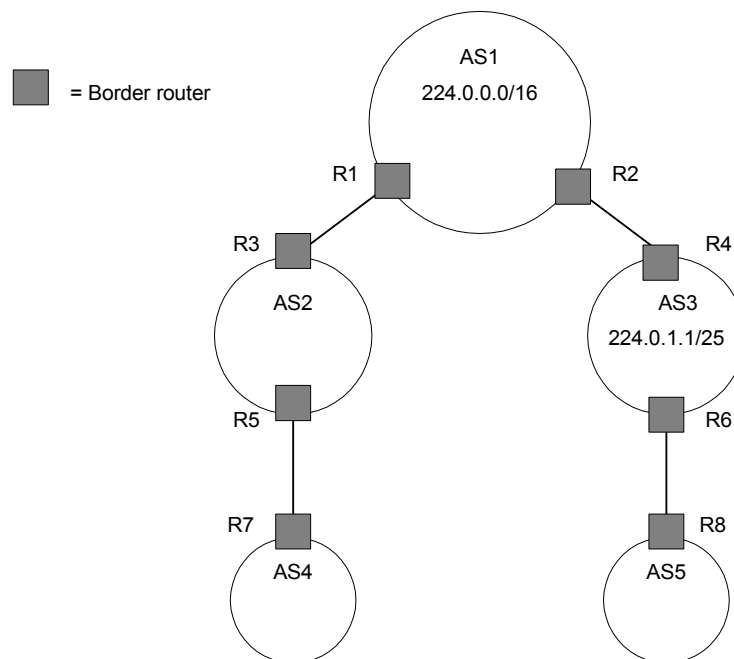 AS1
224.0.0.0/16
= Border router
R1
R2
R3
R4
AS2
AS3
224.0.1.1/25
R5
R6
R7
R8
AS4
AS5